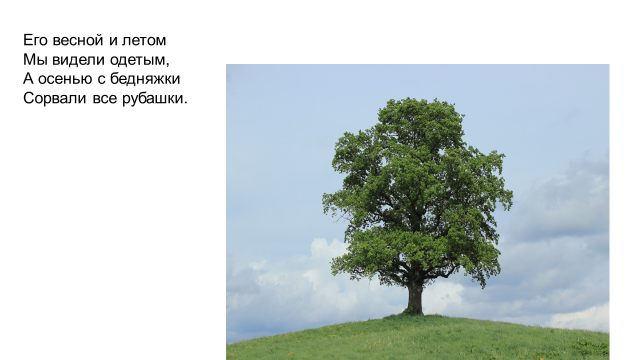 Его весной и летом
Мы видели одетым,
А осенью с бедняжки
Сорвали все рубашки.